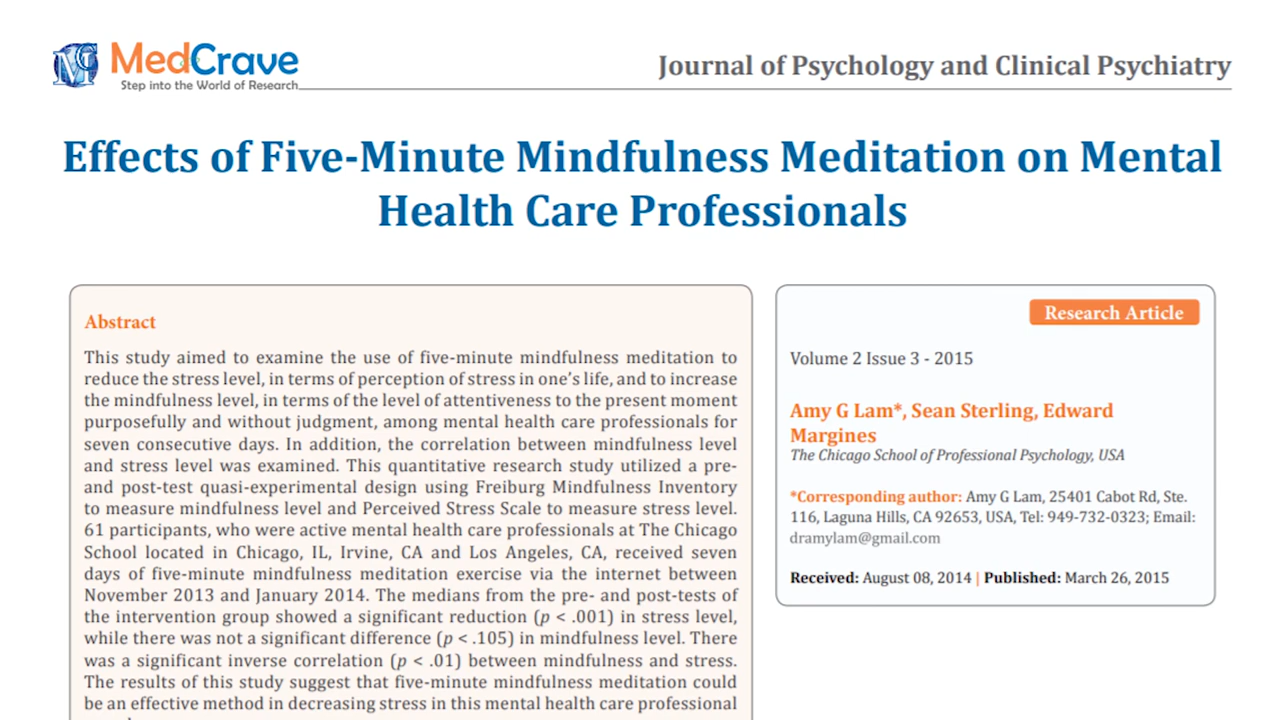 MedCrave
Step into the World of Research
Journal of Psychology and Clinical Psychiatry
Effects of Five-Minute Mindfulness Meditation on Mental
Health Care Professionals
Abstract
This study aimed to examine the use of five-minute mindfulness meditation to
reduce the stress level, in terms of perception of stress in one's life, and to increase
the mindfulness level, in terms of the level of attentiveness to the present moment
purposefully and without judgment, among mental health care professionals for
seven consecutive days. In addition, the correlation between mindfulness level
and stress level was examined. This quantitative research study utilized a pre-
and post-test quasi-experimental design using Freiburg Mindfulness Inventory
to measure mindfulness level and Perceived Stress Scale to measure stress level.
61 participants, who were active mental health care professionals at The Chicago
School located in Chicago, IL, Irvine, CA and Los Angeles, CA, received seven
days of five-minute mindfulness meditation exercise via the internet between
November 2013 and January 2014. The medians from the pre- and post-tests of
the intervention group showed a significant reduction (p < .001) in stress level,
while there was not a significant difference (p < .105) in mindfulness level. There
was a significant inverse correlation (p < .01) between mindfulness and stress.
The results of this study suggest that five-minute mindfulness meditation could
be an effective method in decreasing stress in this mental health care professional
Research Article
Volume 2 Issue 3 - 2015
Amy G Lam*, Sean Sterling, Edward
Margines
The Chicago School of Professional Psychology, USA
*Corresponding author: Amy G Lam, 25401 Cabot Rd, Ste.
116, Laguna Hills, CA 92653, USA, Tel: 949-732-0323; Email:
dramylam@gmail.com
Received: August 08, 2014 | Published: March 26, 2015